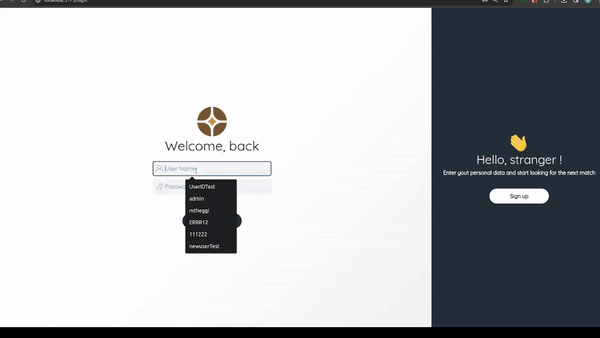 Welcome, back
User Name
Passwo
UserIDTest
admin
mtheggi
ERRR12
111222
newuserTest
Hello, stranger !
Enter yout personal data and start looking for the next match
Sign up